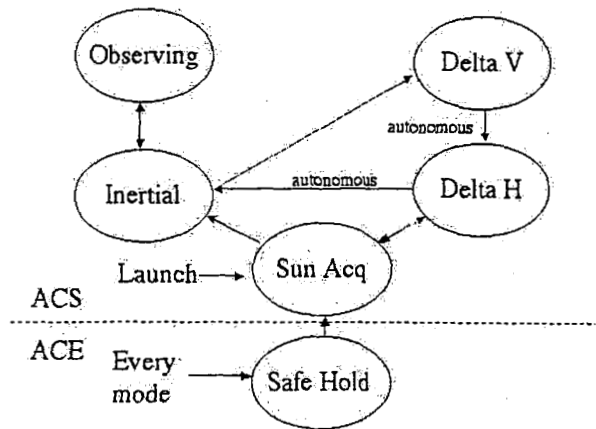 Observing
Delta V
autonomous
Inertial
autonomous
Delta H
Launch
Sun Acq
ACS
ACE
Every
mode
Safe Hold